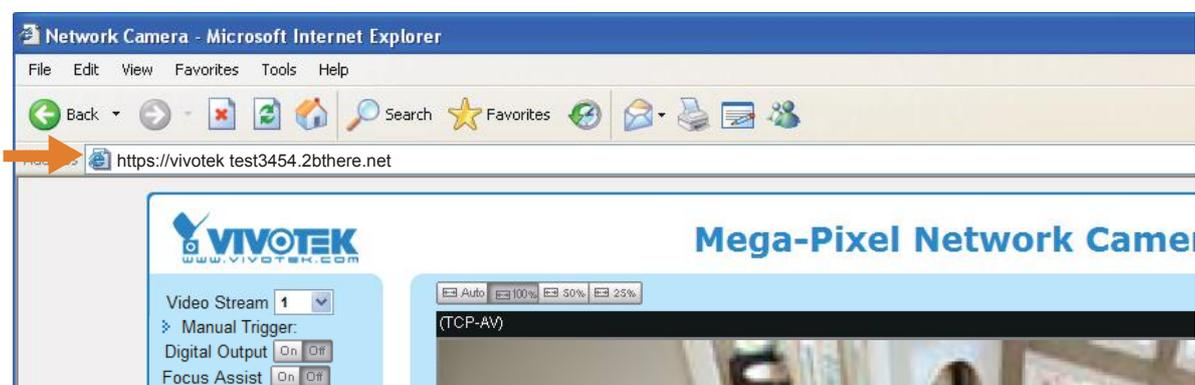 Network Camera - Microsoft Internet Explorer
File Edit View Favorites Tools Help
Back Search Favorites
https://vivotek test3454.2bthere.net
VIVOTEK
www.vivotek.com
Mega-Pixel Network Camer
Video Stream 1
Auto 100% 50% 25%
Manual Trigger:
(TCP-AV)
Digital Output On Off
Focus Assist On Off